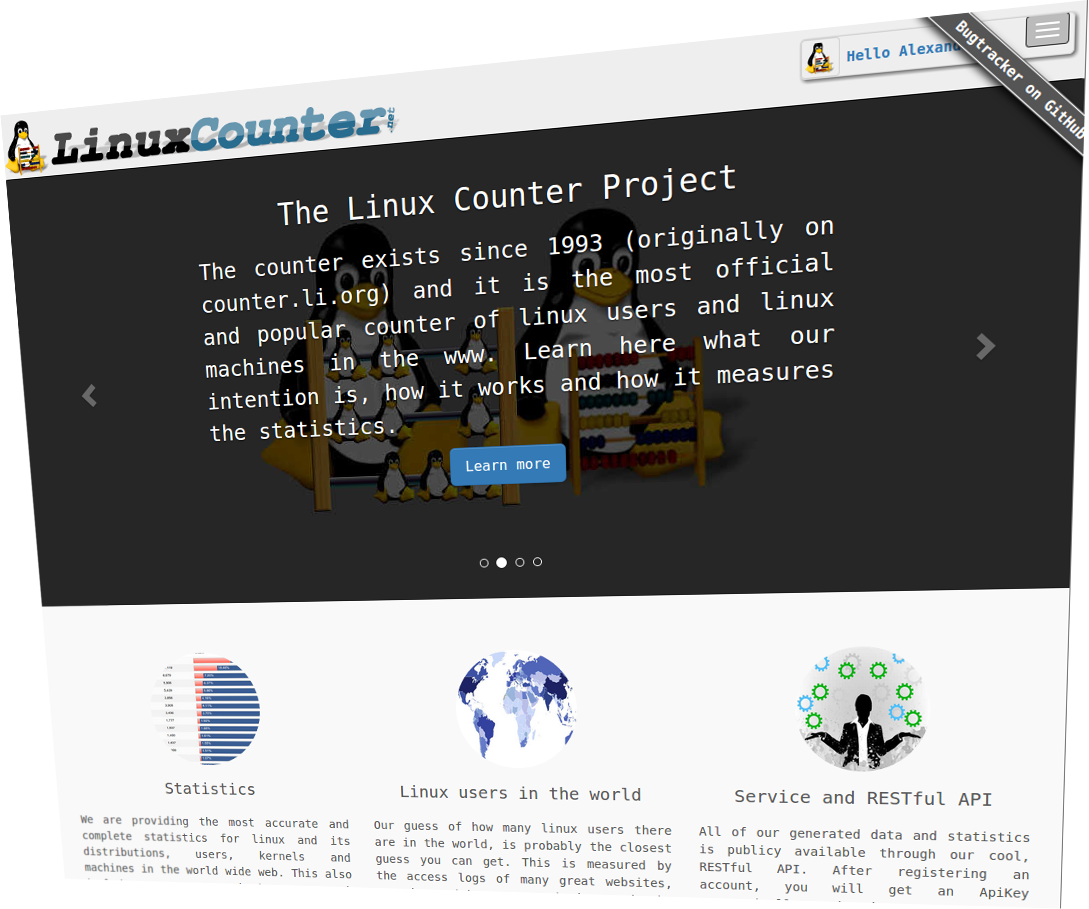 Hello Alexand
Bugtracker on GitHub
LinuxCounter.net
The Linux Counter Project
The counter exists since 1993 (originally on
counter.li.org) and it is the most official
and popular counter of linux users and linux
machines in the www. Learn here what our
intention is, how it works and how it measures
the statistics.
Learn more
Statistics
We are providing the most accurate and
complete statistics for linux and its
distributions, users, kernels and
machines in the world wide web. This also
Linux users in the world
Our guess of how many linux users there
are in the world, is probably the closest
guess you can get. This is measured by
the access logs of many great websites,
Service and RESTful API
All of our generated data and statistics
is publicy available through our cool,
RESTful API. After registering an
account, you will get an ApiKey